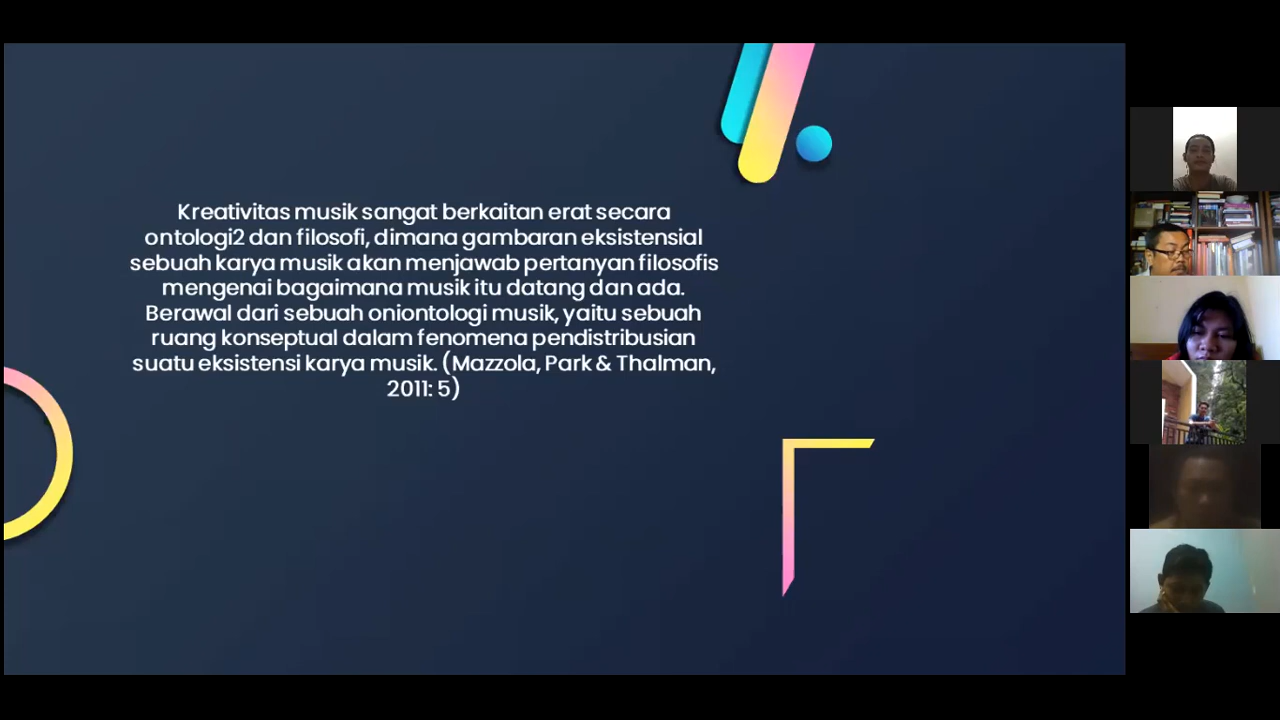 Kreativitas musik sangat berkaitan erat secara
ontologi2 dan filosofi, dimana gambaran eksistensial
sebuah karya musik akan menjawab pertanyan filosofis
mengenai bagaimana musik itu datang dan ada.
Berawal dari sebuah oniontologi musik, yaitu sebuah
ruang konseptual dalam fenomena pendistribusian
suatu eksistensi karya musik. (Mazzola, Park & Thalman,
2011: 5)